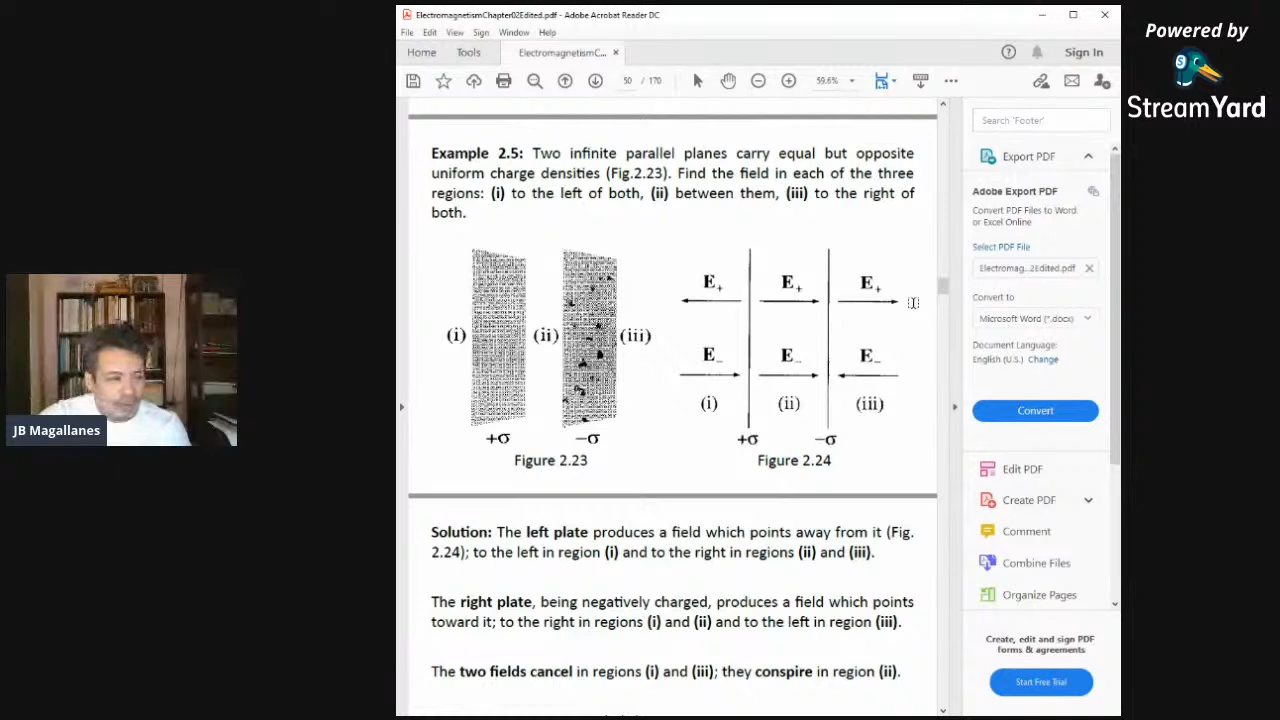 ElectromagnetismChapter02Edited.pdf - Adobe Acrobat Reader DC
File Edit View Sign Window Help
Home Tools ElectromagnetismC... × Sign In
50 / 170 59.6%
Powered by
StreamYard
JB Magallanes
Example 2.5: Two infinite parallel planes carry equal but opposite
uniform charge densities (Fig.2.23). Find the field in each of the three
regions: (i) to the left of both, (ii) between them, (iii) to the right of
both.
(i) (ii) (iii)
+σ −σ
Figure 2.23
E₊ E₊ E₊
E₋ E₋ E₋
(i) (ii) (iii)
+σ −σ
Figure 2.24
Solution: The left plate produces a field which points away from it (Fig.
2.24); to the left in region (i) and to the right in regions (ii) and (iii).
The right plate, being negatively charged, produces a field which points
toward it; to the right in regions (i) and (ii) and to the left in region (iii).
The two fields cancel in regions (i) and (iii); they conspire in region (ii).
Search 'Footer'
Export PDF
Adobe Export PDF
Convert PDF Files to Word
or Excel Online
Select PDF File
Electromag...2Edited.pdf ×
Convert to
Microsoft Word (*.docx)
Document Language:
English (U.S.) Change
Convert
Edit PDF
Create PDF
Comment
Combine Files
Organize Pages
Create, edit and sign PDF
forms & agreements
Start Free Trial